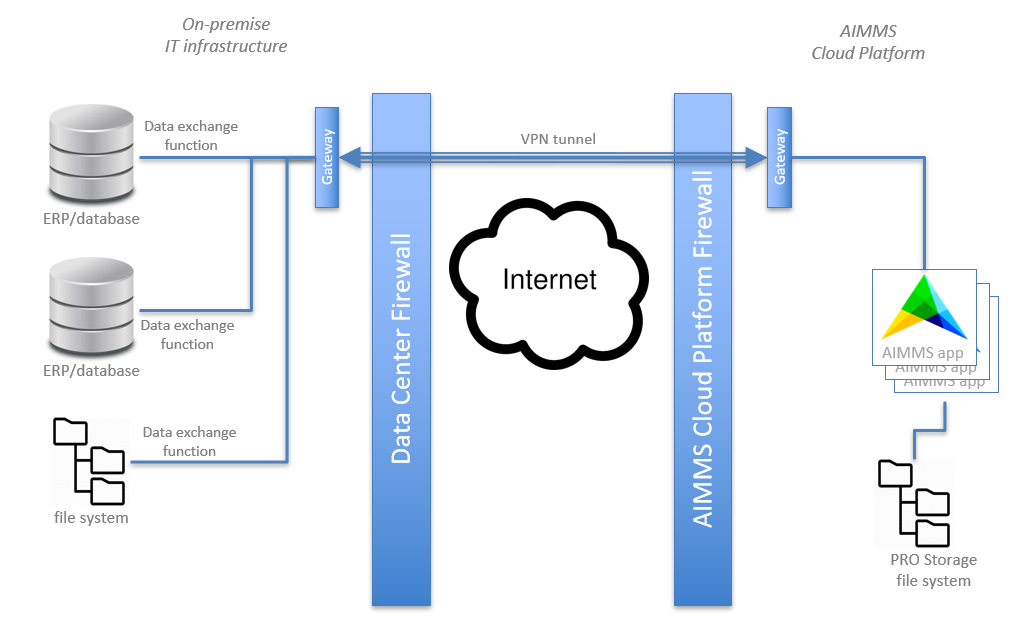 On-premise
IT infrastructure
AIMMS
Cloud Platform
Data exchange
function
ERP/database
Gateway
VPN tunnel
Gateway
Data Center Firewall
Internet
AIMMS Cloud Platform Firewall
Data exchange
function
ERP/database
AIMMS app
AIMMS app
AIMMS app
Data exchange
function
file system
PRO Storage
file system